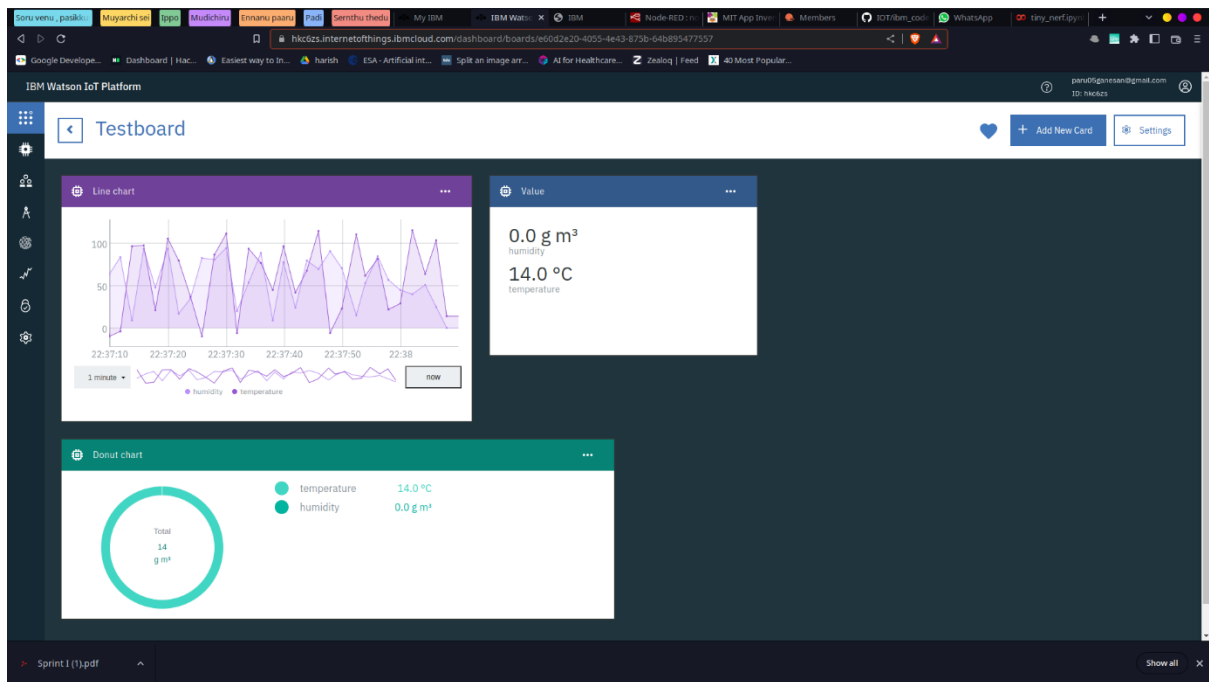 Soru venu , pasikku Muyarchi sei Ippo Mudichiru Ennanu paaru Padi Sernthu thedu My IBM IBM Wats IBM Node-RED : no MIT App Inve Members IOT/ibm_code WhatsApp tiny_nerf.ipyn
hkc6zs.internetofthings.ibmcloud.com/dashboard/boards/e60d2e20-4055-4e43-875b-64b895477557
Google Develope... Dashboard | Hac... Easiest way to In... harish ESA - Artificial int... Split an image arr... AI for Healthcare... Zealoq | Feed 40 Most Popular...
IBM Watson IoT Platform
paru05ganesan@gmail.com
ID: hkc6zs
Testboard
+ Add New Card Settings
Line chart
100
50
0
22:37:10 22:37:20 22:37:30 22:37:40 22:37:50 22:38
1 minute now
humidity temperature
Value
0.0 g m³
humidity
14.0 °C
temperature
Donut chart
Total
14
g m³
temperature 14.0 °C
humidity 0.0 g m³
Sprint I (1).pdf
Show all